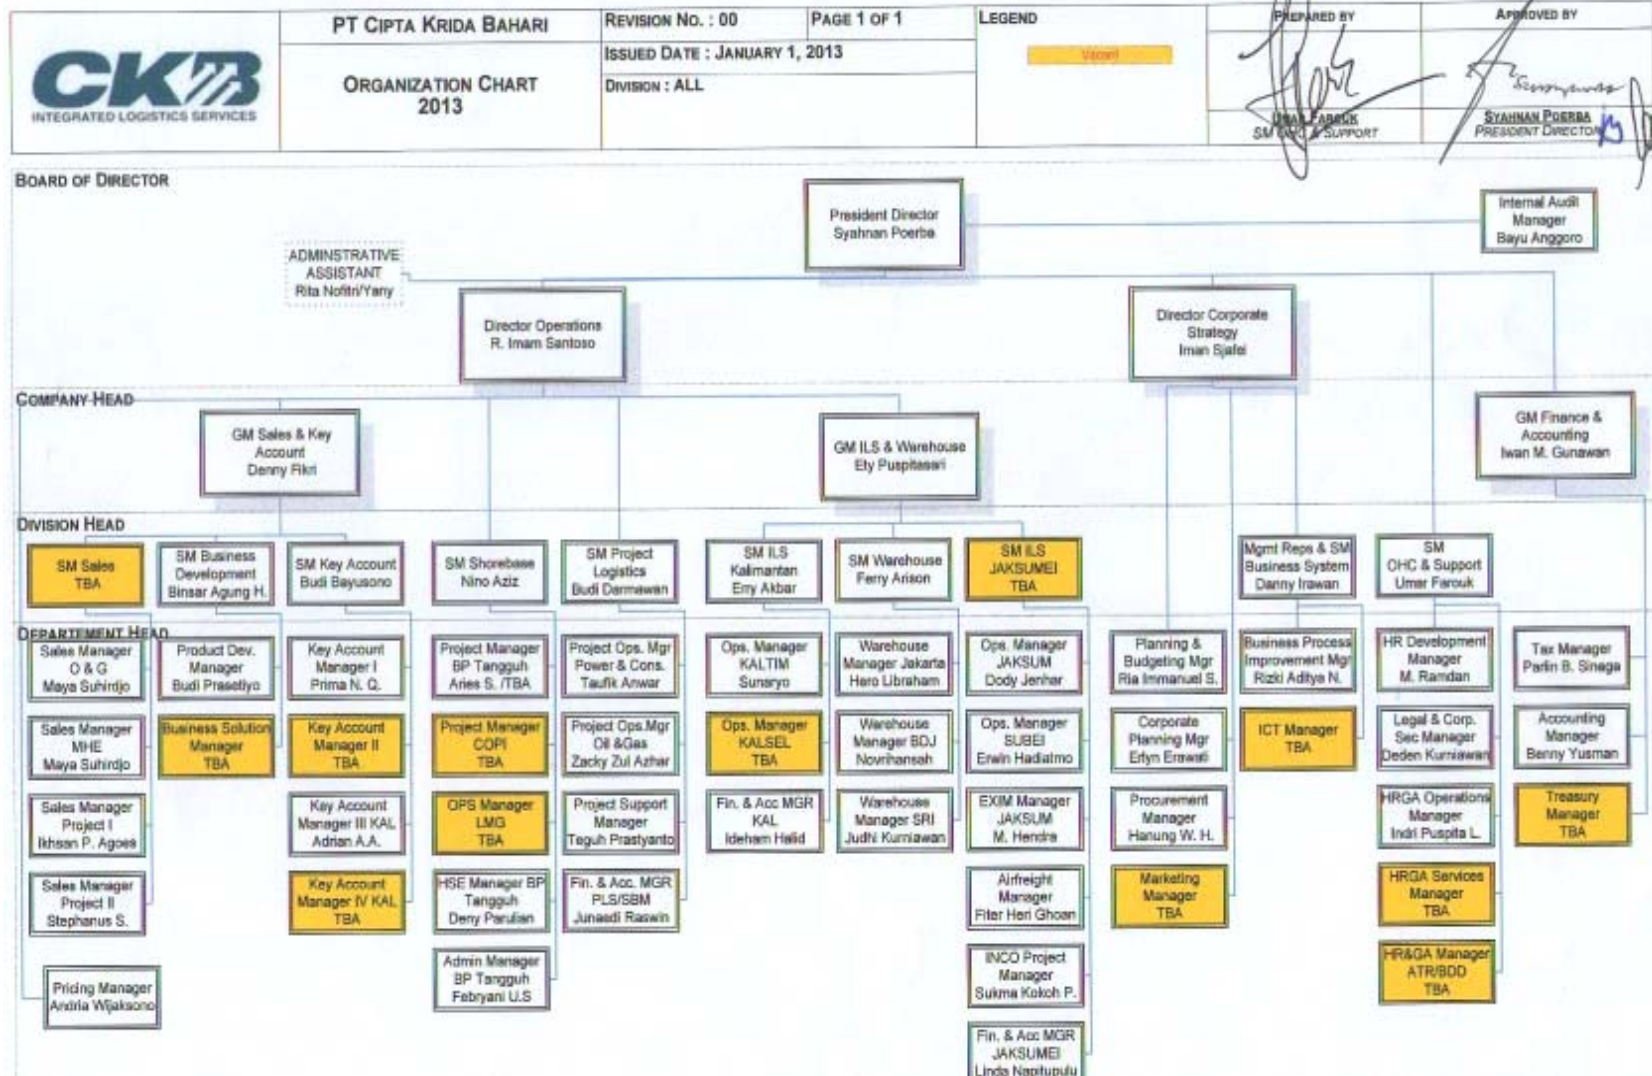 CKB
INTEGRATED LOGISTICS SERVICES
PT CIPTA KRIDA BAHARI
ORGANIZATION CHART
2013
REVISION NO. : 00
PAGE 1 OF 1
ISSUED DATE : JANUARY 1, 2013
DIVISION : ALL
LEGEND
Vacant
PREPARED BY
UMAR FAROUK
SM OHC & SUPPORT
APPROVED BY
SYAHNAN POERBA
PRESIDENT DIRECTOR
BOARD OF DIRECTOR
President Director
Syahnan Poerba
Internal Audit
Manager
Bayu Anggoro
ADMINSTRATIVE
ASSISTANT
Rita Nofitri/Yany
Director Operations
R. Imam Santoso
Director Corporate
Strategy
Iman Sjafei
COMPANY HEAD
GM Sales & Key
Account
Denny Fikri
GM ILS & Warehouse
Ety Puspitasari
GM Finance &
Accounting
Iwan M. Gunawan
DIVISION HEAD
SM Sales
TBA
SM Business
Development
Binsar Agung H.
SM Key Account
Budi Bayusono
SM Shorebase
Nino Aziz
SM Project
Logistics
Budi Darmawan
SM ILS
Kalimantan
Erry Akbar
SM Warehouse
Ferry Arison
SM ILS
JAKSUMEI
TBA
Mgmt Reps & SM
Business System
Danny Irawan
SM
OHC & Support
Umar Farouk
DEPARTEMENT HEAD
Sales Manager
O & G
Maya Suhirdjo
Product Dev.
Manager
Budi Prasetiyo
Key Account
Manager I
Prima N. Q.
Project Manager
BP Tangguh
Aries S. /TBA
Project Ops. Mgr
Power & Cons.
Taufik Anwar
Ops. Manager
KALTIM
Sunaryo
Warehouse
Manager Jakarta
Hero Libraham
Ops. Manager
JAKSUM
Dody Jenhar
Planning &
Budgeting Mgr
Ria Immanuel S.
Business Process
Improvement Mgr
Rizki Aditya N.
HR Development
Manager
M. Ramdan
Tax Manager
Parlin B. Sinaga
Sales Manager
MHE
Maya Suhirdjo
Business Solution
Manager
TBA
Key Account
Manager II
TBA
Project Manager
COPI
TBA
Project Ops.Mgr
Oil &Gas
Zacky Zul Azhar
Ops. Manager
KALSEL
TBA
Warehouse
Manager BDJ
Novrihansah
Ops. Manager
SUBEI
Erwin Hadiatmo
Corporate
Planning Mgr
Erlyn Erawati
ICT Manager
TBA
Legal & Corp.
Sec Manager
Deden Kurniawan
Accounting
Manager
Benny Yusman
Sales Manager
Project I
Ikhsan P. Agoes
Key Account
Manager III KAL
Adrian A.A.
OPS Manager
LMG
TBA
Project Support
Manager
Teguh Prastyanto
Fin. & Acc MGR
KAL
Ideham Halid
Warehouse
Manager SRI
Judhi Kurniawan
EXIM Manager
JAKSUM
M. Hendra
Procurement
Manager
Hanung W. H.
HRGA Operations
Manager
Indri Puspita L.
Treasury
Manager
TBA
Sales Manager
Project II
Stephanus S.
Key Account
Manager IV KAL
TBA
HSE Manager BP
Tangguh
Deny Parulian
Fin. & Acc. MGR
PLS/SBM
Junaedi Raswin
Airfreight
Manager
Fiter Heri Ghoan
Marketing
Manager
TBA
HRGA Services
Manager
TBA
Pricing Manager
Andria Wijaksono
Admin Manager
BP Tangguh
Febryani U.S
INCO Project
Manager
Sukma Kokoh P.
HR&GA Manager
ATR/BDD
TBA
Fin. & Acc MGR
JAKSUMEI
Linda Napitupulu